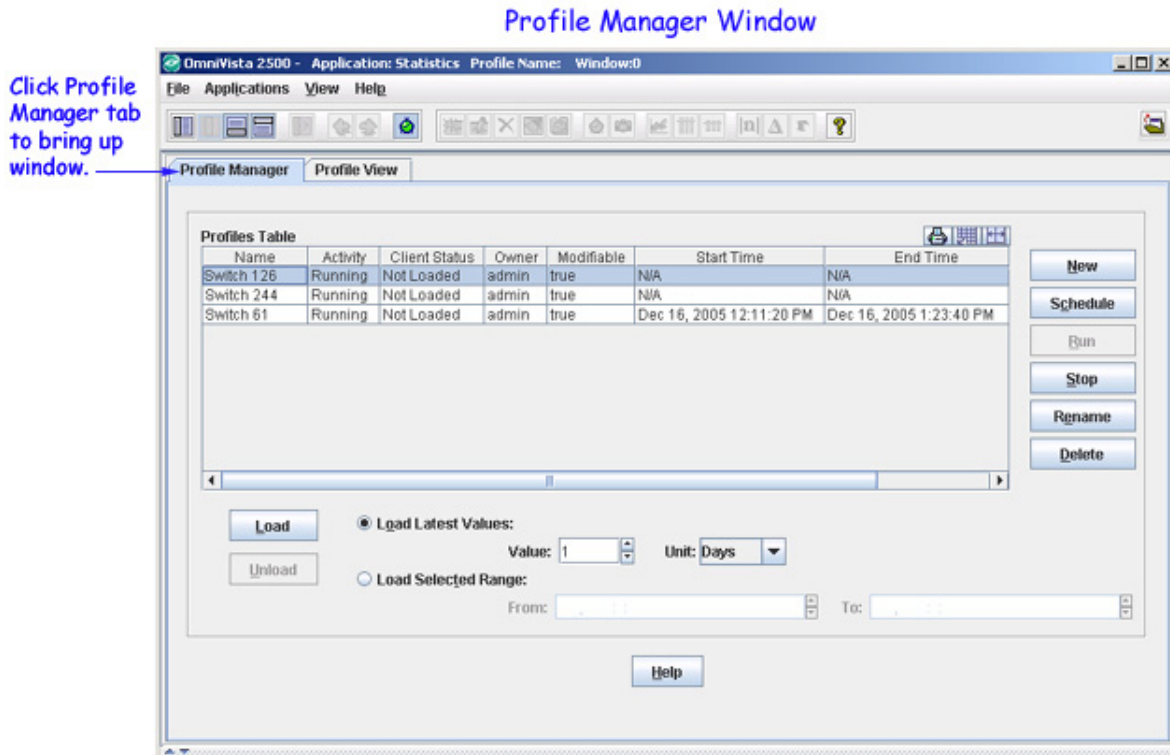 Profile Manager Window
Click Profile
Manager tab
to bring up
window.
OmniVista 2500 - Application: Statistics Profile Name: Window:0
File Applications View Help
Profile Manager Profile View
Profiles Table
Name Activity Client Status Owner Modifiable Start Time End Time
Switch 126 Running Not Loaded admin true N/A N/A
Switch 244 Running Not Loaded admin true N/A N/A
Switch 61 Running Not Loaded admin true Dec 16, 2005 12:11:20 PM Dec 16, 2005 1:23:40 PM
New
Schedule
Run
Stop
Rename
Delete
Load
Unload
Load Latest Values:
Value: 1 Unit: Days
Load Selected Range:
From: , : : To: , : :
Help